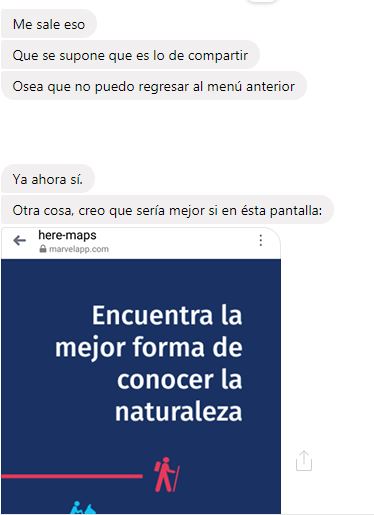 Me sale eso
Que se supone que es lo de compartir
Osea que no puedo regresar al menú anterior
Ya ahora sí.
Otra cosa, creo que sería mejor si en ésta pantalla:
here-maps
marvelapp.com
Encuentra la
mejor forma de
conocer la
naturaleza